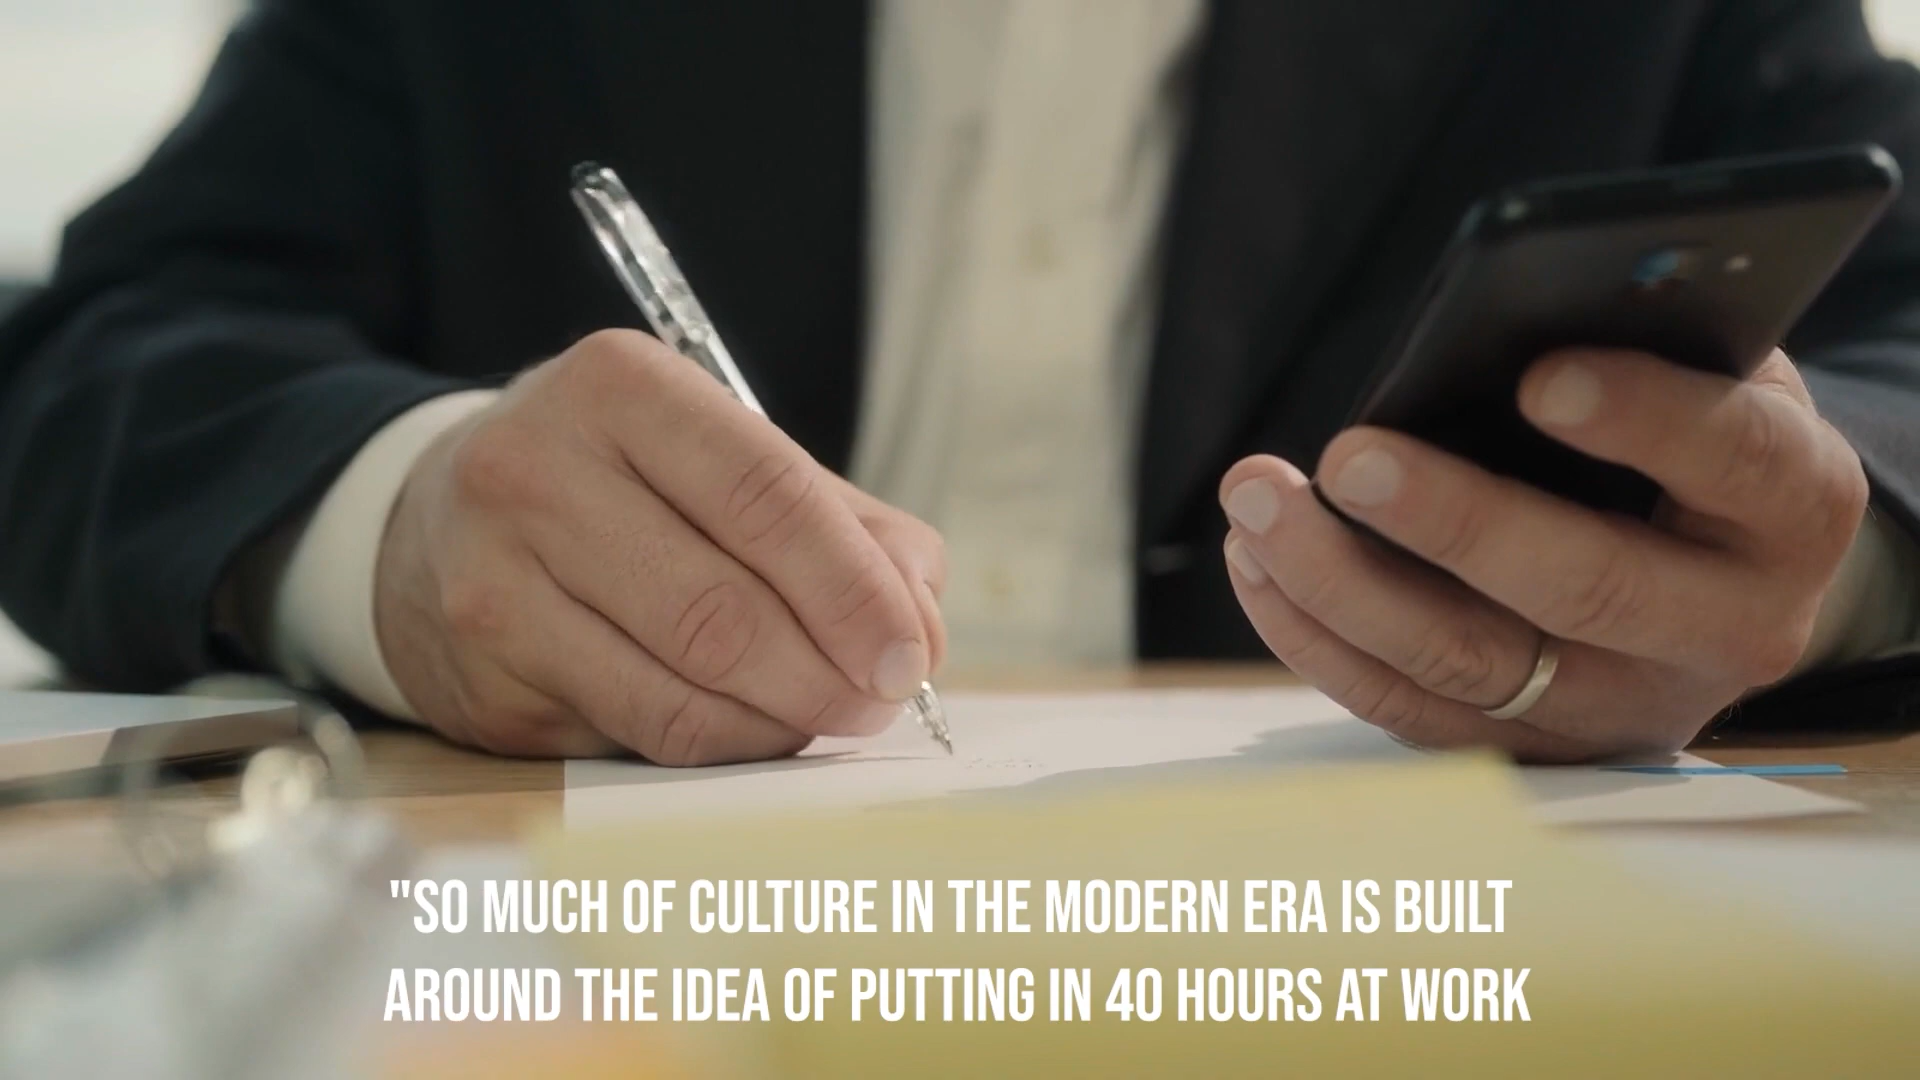 "SO MUCH OF CULTURE IN THE MODERN ERA IS BUILT
AROUND THE IDEA OF PUTTING IN 40 HOURS AT WORK